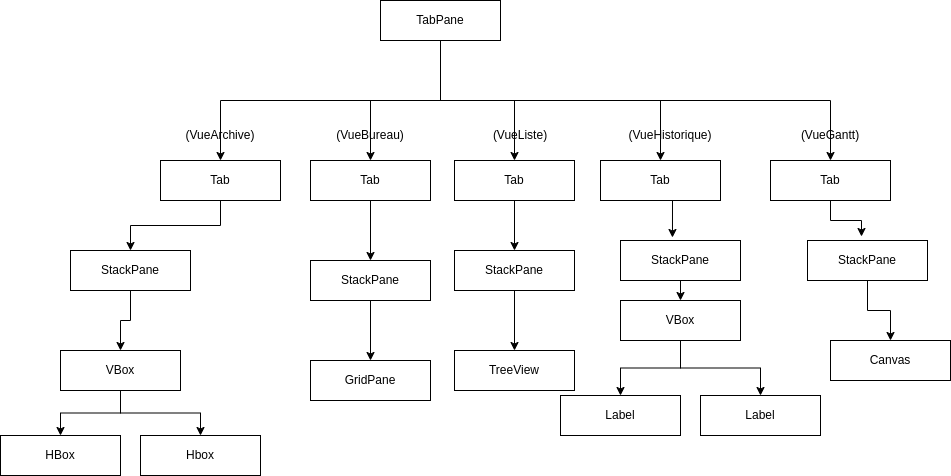 TabPane
(VueArchive)
(VueBureau)
(VueListe)
(VueHistorique)
(VueGantt)
Tab
Tab
Tab
Tab
Tab
StackPane
StackPane
StackPane
StackPane
StackPane
VBox
VBox
GridPane
TreeView
Canvas
Label
Label
HBox
Hbox